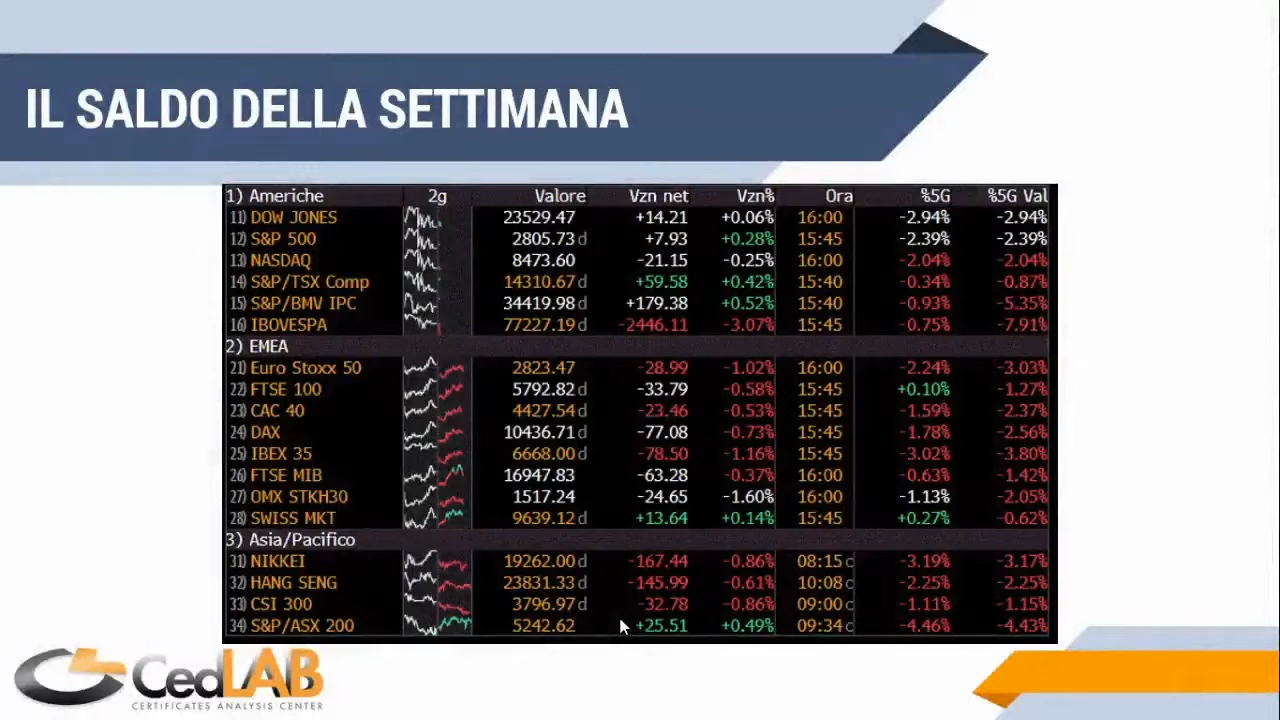 IL SALDO DELLA SETTIMANA
1) Americhe 2g Valore Vzn net Vzn% Ora %5G %5G Val
11) DOW JONES 23529.47 +14.21 +0.06% 16:00 -2.94% -2.94%
12) S&P 500 2805.73 d +7.93 +0.28% 15:45 -2.39% -2.39%
13) NASDAQ 8473.60 -21.15 -0.25% 16:00 -2.04% -2.04%
14) S&P/TSX Comp 14310.67 d +59.58 +0.42% 15:40 -0.34% -0.87%
15) S&P/BMV IPC 34419.98 d +179.38 +0.52% 15:40 -0.93% -5.35%
16) IBOVESPA 77227.19 d -2446.11 -3.07% 15:45 -0.75% -7.91%
2) EMEA
21) Euro Stoxx 50 2823.47 -28.99 -1.02% 16:00 -2.24% -3.03%
22) FTSE 100 5792.82 d -33.79 -0.58% 15:45 +0.10% -1.27%
23) CAC 40 4427.54 d -23.46 -0.53% 15:45 -1.59% -2.37%
24) DAX 10436.71 d -77.08 -0.73% 15:45 -1.78% -2.56%
25) IBEX 35 6668.00 d -78.50 -1.16% 15:45 -3.02% -3.80%
26) FTSE MIB 16947.83 -63.28 -0.37% 16:00 -0.63% -1.42%
27) OMX STKH30 1517.24 -24.65 -1.60% 16:00 -1.13% -2.05%
28) SWISS MKT 9639.12 d +13.64 +0.14% 15:45 +0.27% -0.62%
3) Asia/Pacifico
31) NIKKEI 19262.00 d -167.44 -0.86% 08:15 c -3.19% -3.17%
32) HANG SENG 23831.33 d -145.99 -0.61% 10:08 c -2.25% -2.25%
33) CSI 300 3796.97 d -32.78 -0.86% 09:00 c -1.11% -1.15%
34) S&P/ASX 200 5242.62 +25.51 +0.49% 09:34 c -4.46% -4.43%
CedLAB
CERTIFICATES ANALYSIS CENTER